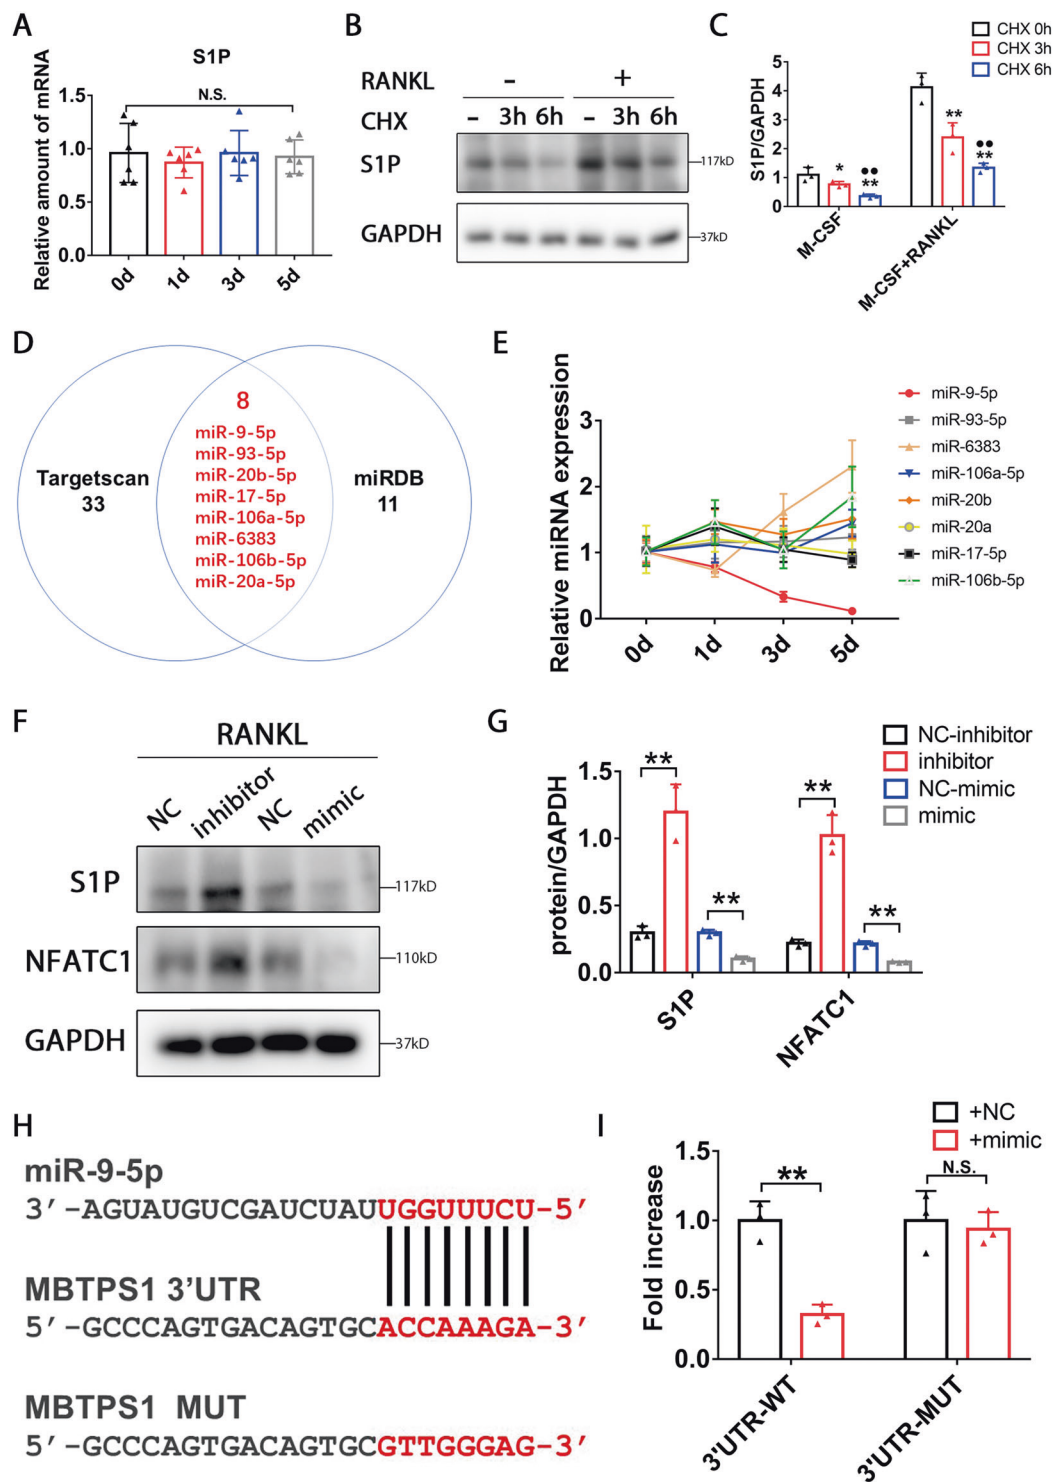 A
S1P
Relative amount of mRNA
1.5
1.0
0.5
0.0
N.S.
0d
1d
3d
5d
B
RANKL - +
CHX - 3h 6h - 3h 6h
S1P
117kD
GAPDH
37kD
C
CHX 0h
CHX 3h
CHX 6h
S1P/GAPDH
5
4
3
2
1
0
*
●●
**
**
●●
**
M-CSF
M-CSF+RANKL
D
Targetscan
33
8
miR-9-5p
miR-93-5p
miR-20b-5p
miR-17-5p
miR-106a-5p
miR-6383
miR-106b-5p
miR-20a-5p
miRDB
11
E
Relative miRNA expression
3
2
1
0
0d
1d
3d
5d
miR-9-5p
miR-93-5p
miR-6383
miR-106a-5p
miR-20b
miR-20a
miR-17-5p
miR-106b-5p
F
RANKL
NC inhibitor NC mimic
S1P
117kD
NFATC1
110kD
GAPDH
37kD
G
NC-inhibitor
inhibitor
NC-mimic
mimic
protein/GAPDH
1.5
1.0
0.5
0.0
**
**
**
**
S1P
NFATC1
H
miR-9-5p
3′-AGUAUGUCGAUCUAUUGGUUUCU-5′
MBTPS1 3’UTR
5′-GCCCAGTGACAGTGCACCAAAGA-3′
MBTPS1 MUT
5′-GCCCAGTGACAGTGCGTTGGGAG-3′
I
+NC
+mimic
Fold increase
1.5
1.0
0.5
0.0
**
N.S.
3'UTR-WT
3'UTR-MUT